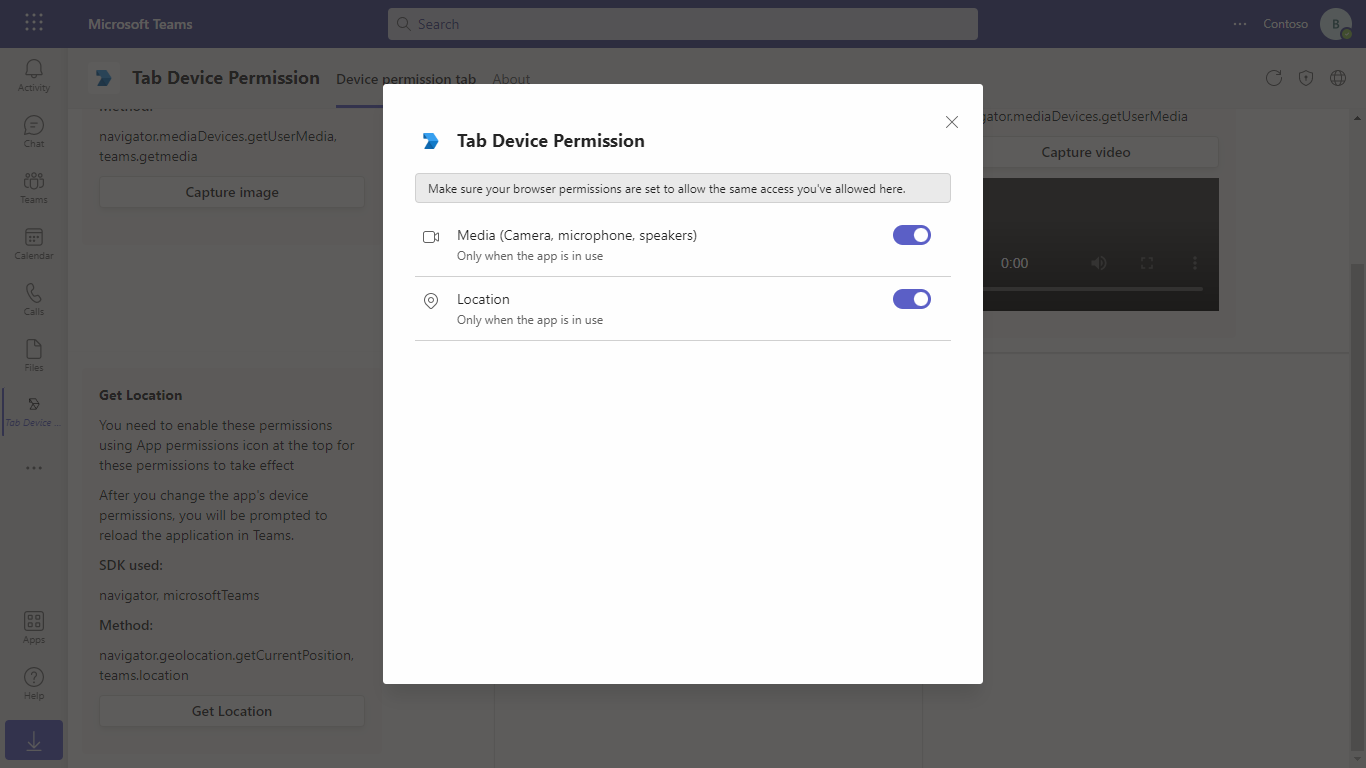 Microsoft Teams
Search
Contoso
B
Activity
Chat
Teams
Calendar
Calls
Files
Tab Device ...
Apps
Help
Tab Device Permission
Device permission tab
About
Method:
navigator.mediaDevices.getUserMedia,
teams.getmedia
Capture image
Get Location
You need to enable these permissions
using App permissions icon at the top for
these permissions to take effect
After you change the app's device
permissions, you will be prompted to
reload the application in Teams.
SDK used:
navigator, microsoftTeams
Method:
navigator.geolocation.getCurrentPosition,
teams.location
Get Location
Tab Device Permission
Make sure your browser permissions are set to allow the same access you've allowed here.
Media (Camera, microphone, speakers)
Only when the app is in use
Location
Only when the app is in use
gator.mediaDevices.getUserMedia
Capture video
0:00